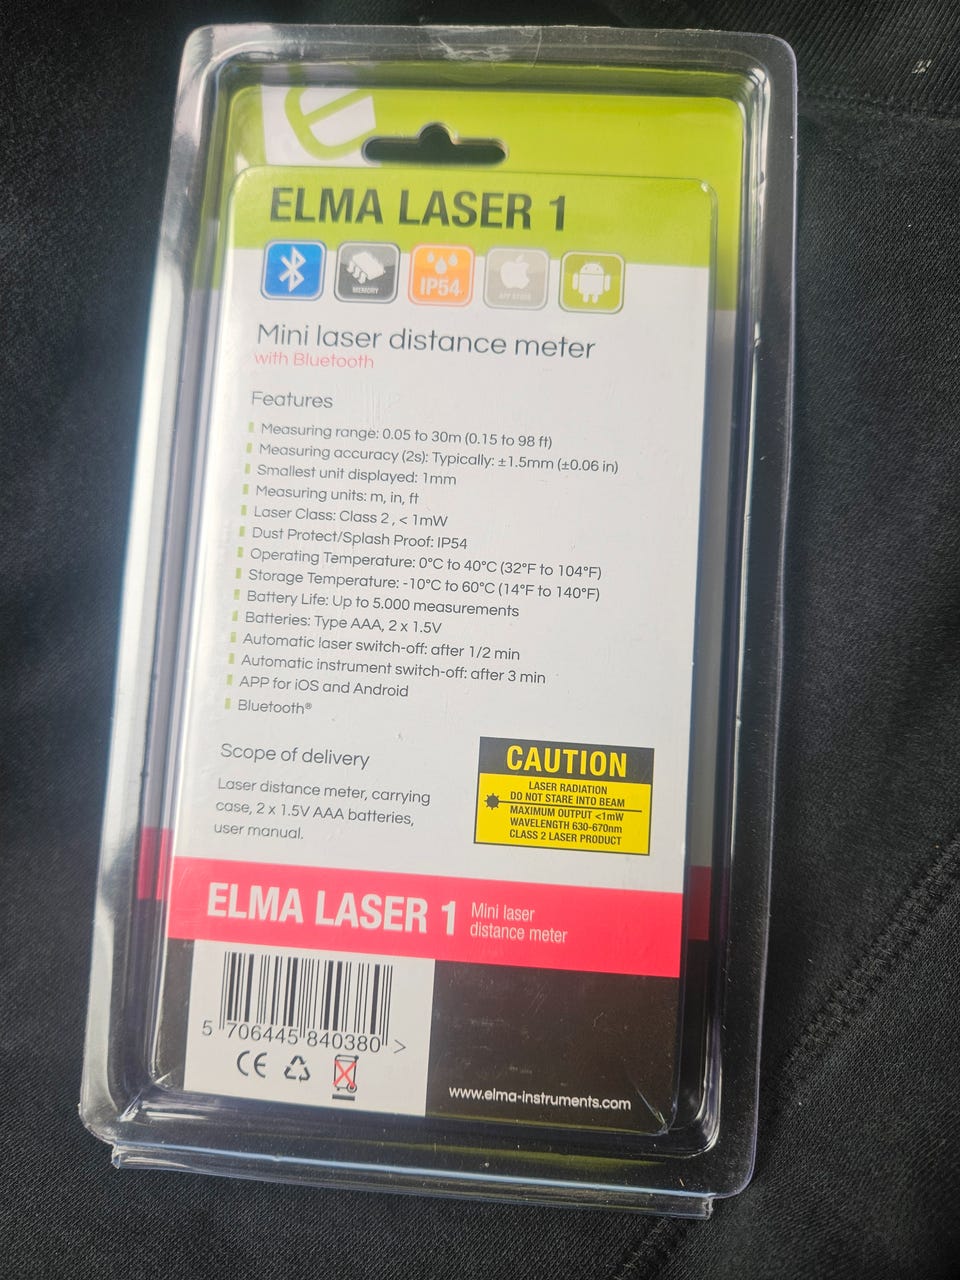 ELMA LASER 1
MEMORY
IP54
APP STORE
Mini laser distance meter
with Bluetooth
Features
Measuring range: 0.05 to 30m (0.15 to 98 ft)
Measuring accuracy (2s): Typically: ±1.5mm (±0.06 in)
Smallest unit displayed: 1mm
Measuring units: m, in, ft
Laser Class: Class 2 , < 1mW
Dust Protect/Splash Proof: IP54
Operating Temperature: 0°C to 40°C (32°F to 104°F)
Storage Temperature: -10°C to 60°C (14°F to 140°F)
Battery Life: Up to 5.000 measurements
Batteries: Type AAA, 2 x 1.5V
Automatic laser switch-off: after 1/2 min
Automatic instrument switch-off: after 3 min
APP for iOS and Android
Bluetooth®
Scope of delivery
Laser distance meter, carrying
case, 2 x 1.5V AAA batteries,
user manual.
CAUTION
LASER RADIATION
DO NOT STARE INTO BEAM
MAXIMUM OUTPUT <1mW
WAVELENGTH 630-670nm
CLASS 2 LASER PRODUCT
ELMA LASER 1
Mini laser
distance meter
5 706445 840380 >
CE
www.elma-instruments.com